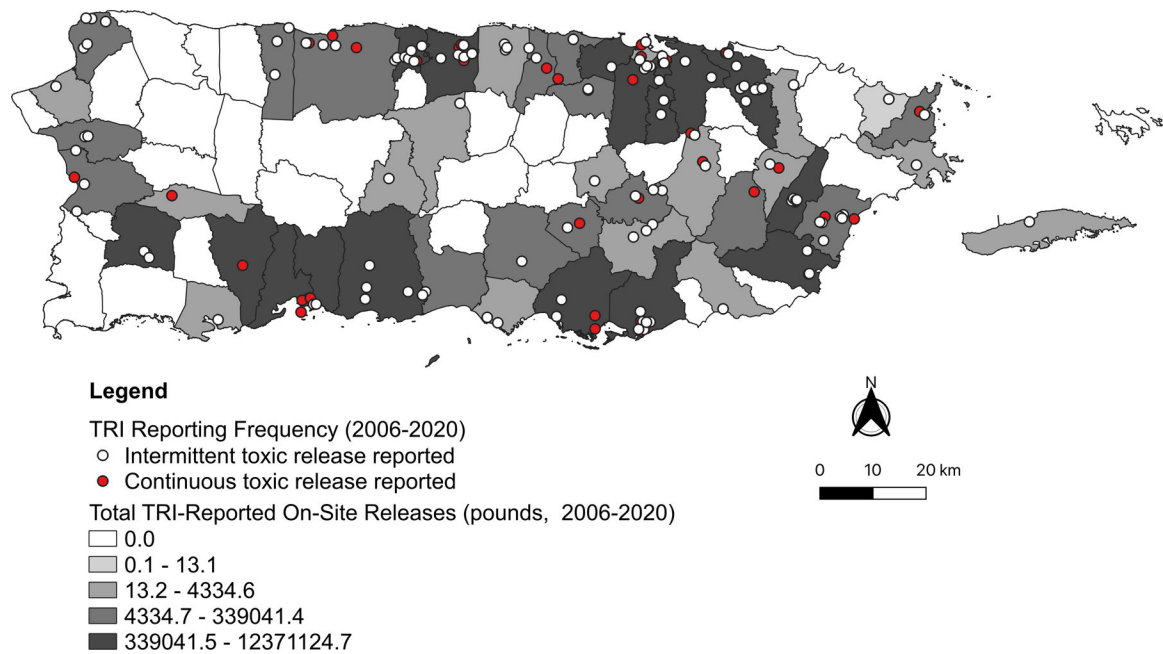 Legend
TRI Reporting Frequency (2006-2020)
Intermittent toxic release reported
Continuous toxic release reported
Total TRI-Reported On-Site Releases (pounds, 2006-2020)
0.0
0.1 - 13.1
13.2 - 4334.6
4334.7 - 339041.4
339041.5 - 12371124.7
N
0 10 20 km